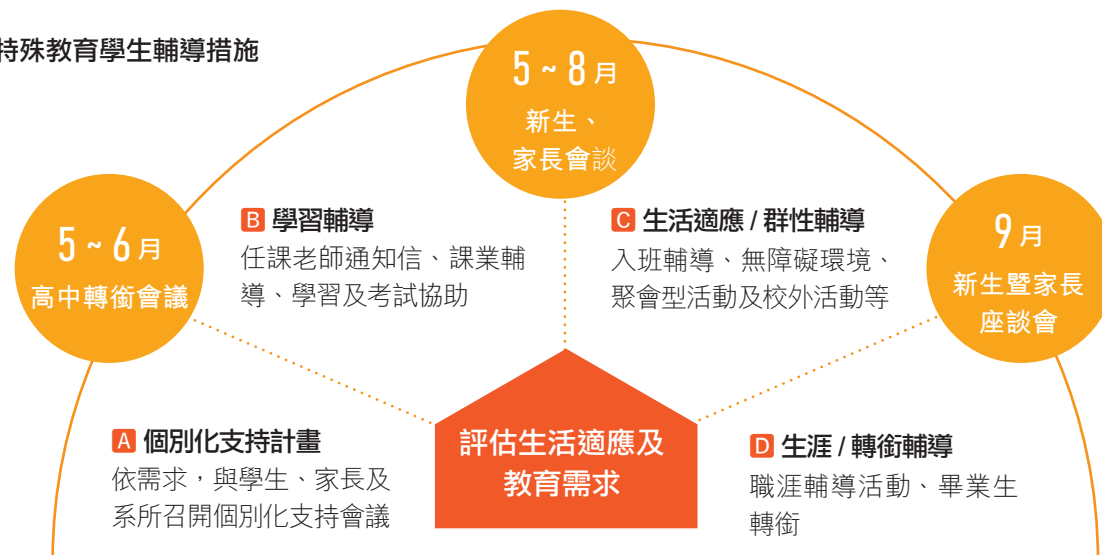 特殊教育學生輔導措施
5 ~ 8 月
新生、
家長會談
5 ~ 6 月
高中轉銜會議
B 學習輔導
任課老師通知信、課業輔
導、學習及考試協助
C 生活適應 / 群性輔導
入班輔導、無障礙環境、
聚會型活動及校外活動等
9 月
新生暨家長
座談會
A 個別化支持計畫
依需求，與學生、家長及
系所召開個別化支持會議
評估生活適應及
教育需求
D 生涯 / 轉銜輔導
職涯輔導活動、畢業生
轉銜